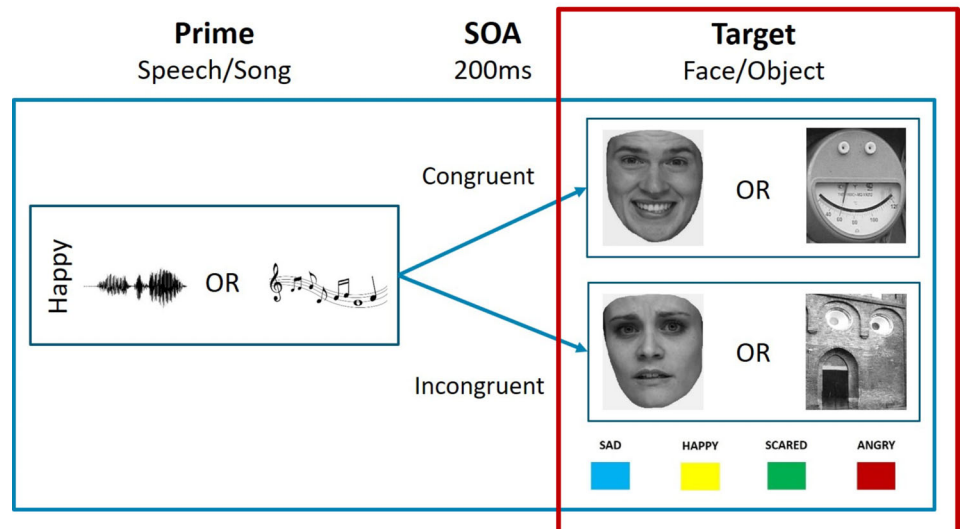 Prime
Speech/Song
SOA
200ms
Target
Face/Object
Happy
OR
Congruent
Incongruent
OR
OR
SAD
HAPPY
SCARED
ANGRY